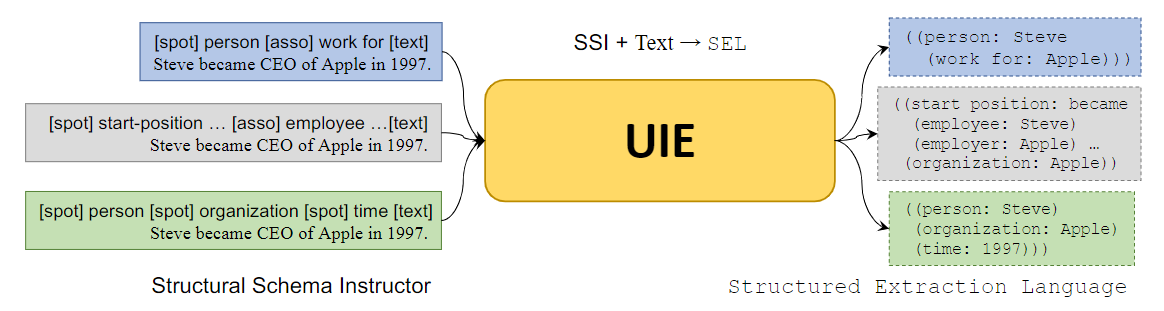 [spot] person [asso] work for [text]
Steve became CEO of Apple in 1997.
[spot] start-position … [asso] employee …[text]
Steve became CEO of Apple in 1997.
[spot] person [spot] organization [spot] time [text]
Steve became CEO of Apple in 1997.
Structural Schema Instructor
SSI + Text → SEL
UIE
((person: Steve
(work for: Apple)))
((start position: became
(employee: Steve)
(employer: Apple) …
(organization: Apple))
((person: Steve)
(organization: Apple)
(time: 1997)))
Structured Extraction Language